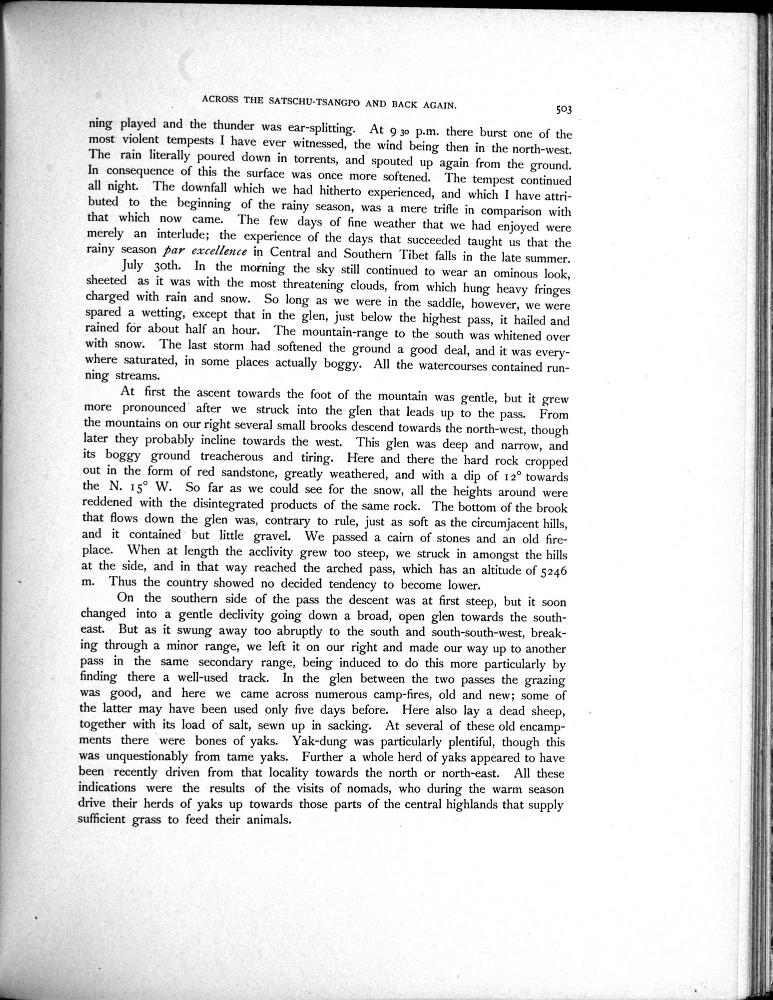 ACROSS THE SATSCHU-TSANGPO AND BACK AGAIN. 503
ning played and the thunder was ear-splitting. At 9 30 p.m. there burst one of the
most violent tempests I have ever witnessed, the wind being then in the north-west.
The rain literally poured down in torrents, and spouted up again from the ground.
In consequence of this the surface was once more softened. The tempest continued
all night. The downfall which we had hitherto experienced, and which I have attri-
buted to the beginning of the rainy season, was a mere trifle in comparison with
that which now came. The few days of fine weather that we had enjoyed were
merely an interlude; the experience of the days that succeeded taught us that the
rainy season par excellence in Central and Southern Tibet falls in the late summer.
July 30th. In the morning the sky still continued to wear an ominous look,
sheeted as it was with the most threatening clouds, from which hung heavy fringes
charged with rain and snow. So long as we were in the saddle, however, we were
spared a wetting, except that in the glen, just below the highest pass, it hailed and
rained for about half an hour. The mountain-range to the south was whitened over
with snow. The last storm had softened the ground a good deal, and it was every-
where saturated, in some places actually boggy. All the watercourses contained run-
ning streams.
At first the ascent towards the foot of the mountain was gentle, but it grew
more pronounced after we struck into the glen that leads up to the pass. From
the mountains on our right several small brooks descend towards the north-west, though
later they probably incline towards the west. This glen was deep and narrow, and
its boggy ground treacherous and tiring. Here and there the hard rock cropped
out in the form of red sandstone, greatly weathered, and with a dip of 12° towards
the N. 15° W. So far as we could see for the snow, all the heights around were
reddened with the disintegrated products of the same rock. The bottom of the brook
that flows down the glen was, contrary to rule, just as soft as the circumjacent hills,
and it contained but little gravel. We passed a cairn of stones and an old fire-
place. When at length the acclivity grew too steep, we struck in amongst the hills
at the side, and in that way reached the arched pass, which has an altitude of 5246
m. Thus the country showed no decided tendency to become lower.
On the southern side of the pass the descent was at first steep, but it soon
changed into a gentle declivity going down a broad, open glen towards the south-
east. But as it swung away too abruptly to the south and south-south-west, break-
ing through a minor range, we left it on our right and made our way up to another
pass in the same secondary range, being induced to do this more particularly by
finding there a well-used track. In the glen between the two passes the grazing
was good, and here we came across numerous camp-fires, old and new; some of
the latter may have been used only five days before. Here also lay a dead sheep,
together with its load of salt, sewn up in sacking. At several of these old encamp-
ments there were bones of yaks. Yak-dung was particularly plentiful, though this
was unquestionably from tame yaks. Further a whole herd of yaks appeared to have
been recently driven from that locality towards the north or north-east. All these
indications were the results of the visits of nomads, who during the warm season
drive their herds of yaks up towards those parts of the central highlands that supply
sufficient grass to feed their animals.